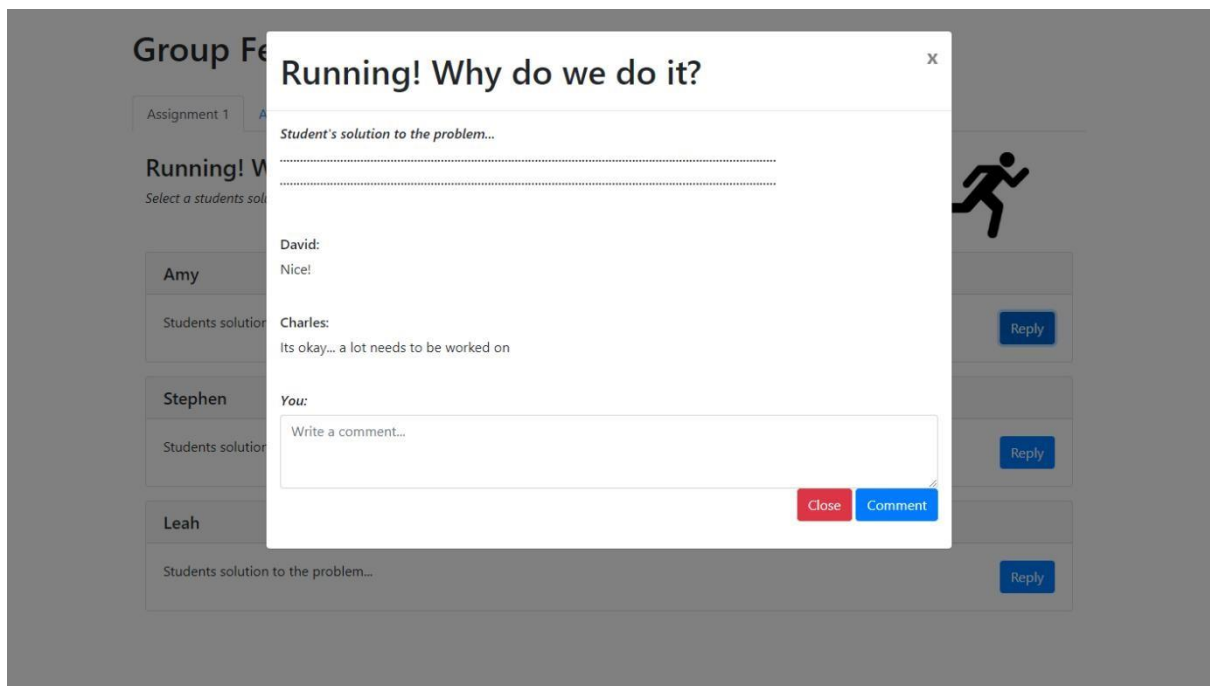 Group Fe
Running! Why do we do it?
x
Assignment 1 A
Student's solution to the problem...
Running! W
Select a students solu
David:
Nice!
Amy
Students solution
Charles:
Its okay... a lot needs to be worked on
Reply
Stephen
You:
Write a comment...
Students solution
Reply
Close Comment
Leah
Students solution to the problem...
Reply